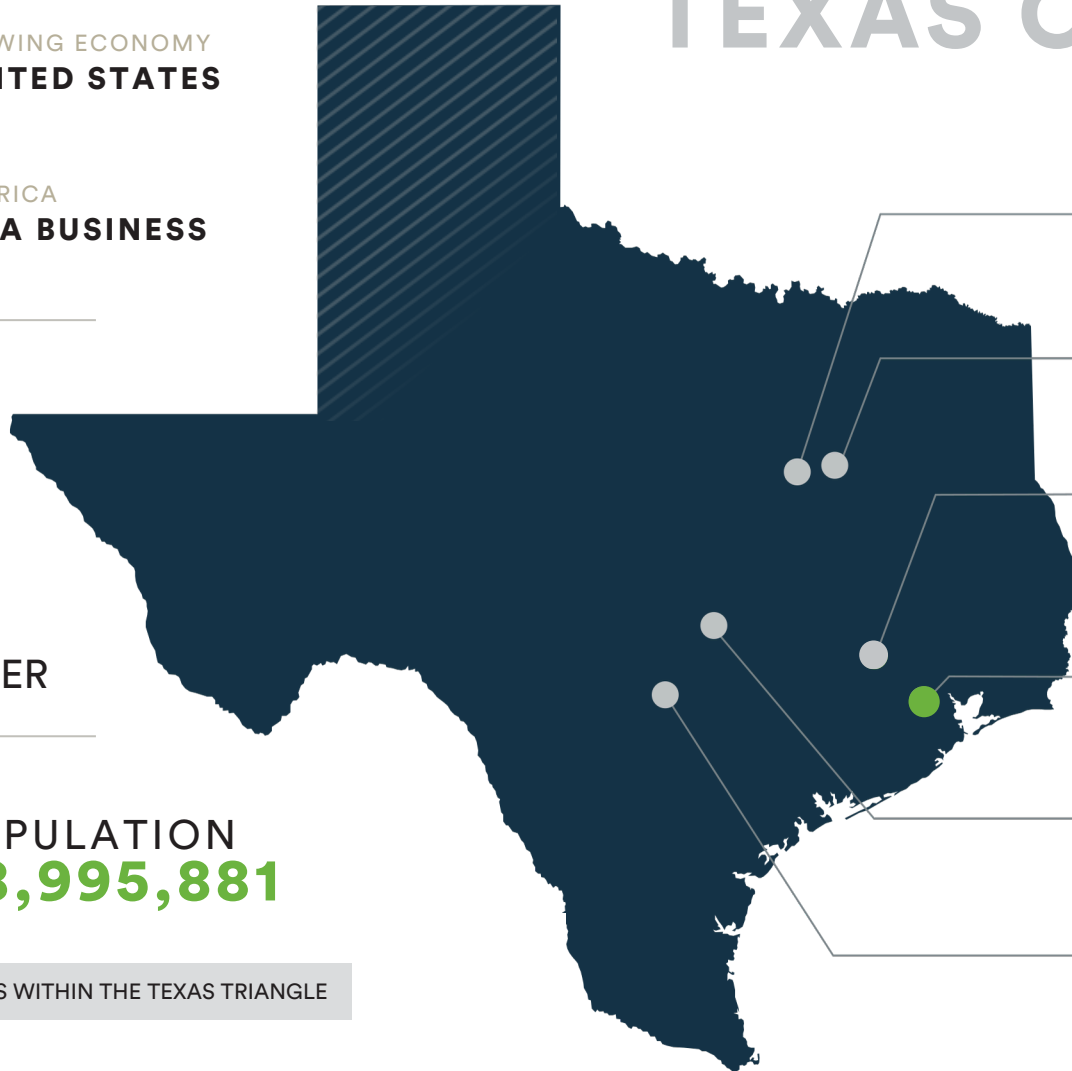 TEXAS C
WING ECONOMY
ITED STATES
RICA
A BUSINESS
ER
PULATION
,995,881
S WITHIN THE TEXAS TRIANGLE